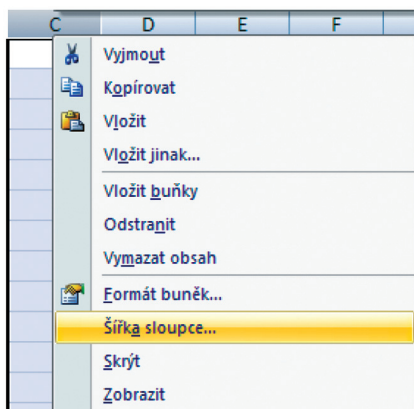 C D E F
Vyjmout
Kopírovat
Vložit
Vložit jinak...
Vložit buňky
Odstranit
Vymazat obsah
Formát buněk...
Šířka sloupce...
Skrýt
Zobrazit